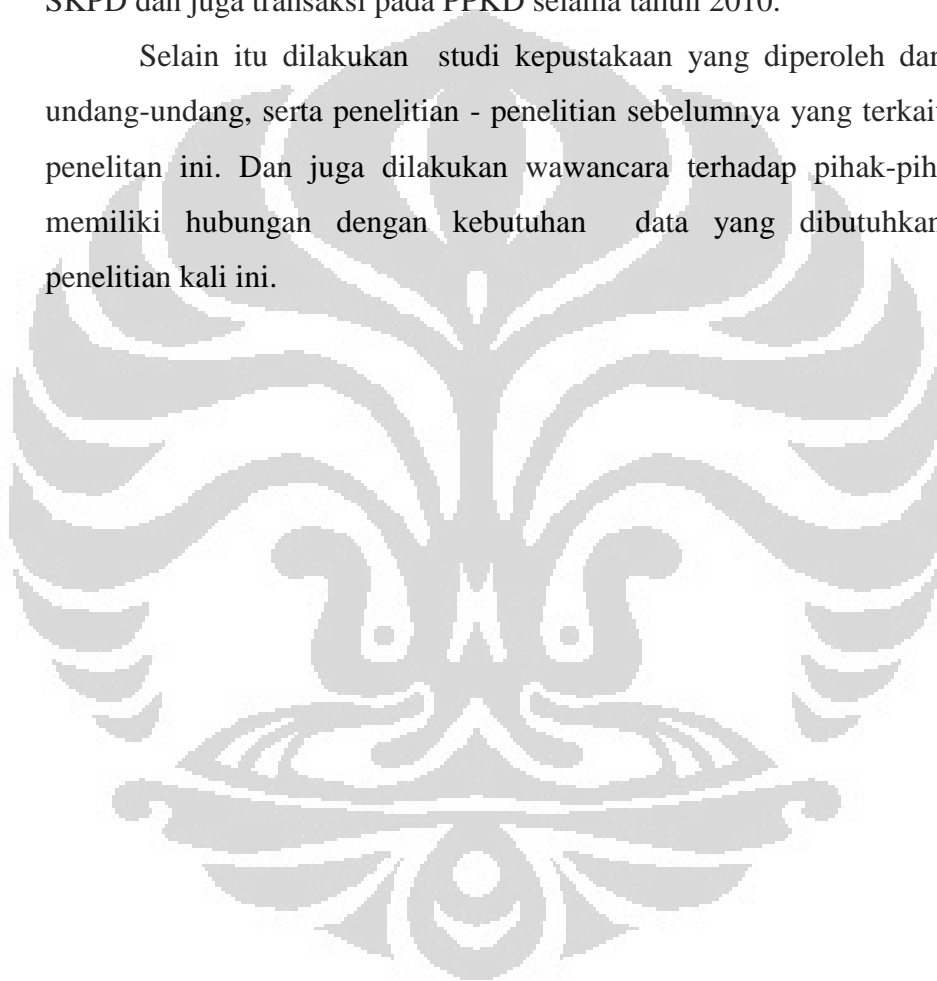 SKPD dan juga transaksi pada PPKD selama tahun 2010.
Selain itu dilakukan studi kepustakaan yang diperoleh dar
undang-undang, serta penelitian - penelitian sebelumnya yang terkai
penelitan ini. Dan juga dilakukan wawancara terhadap pihak-pih
memiliki hubungan dengan kebutuhan data yang dibutuhkan
penelitian kali ini.